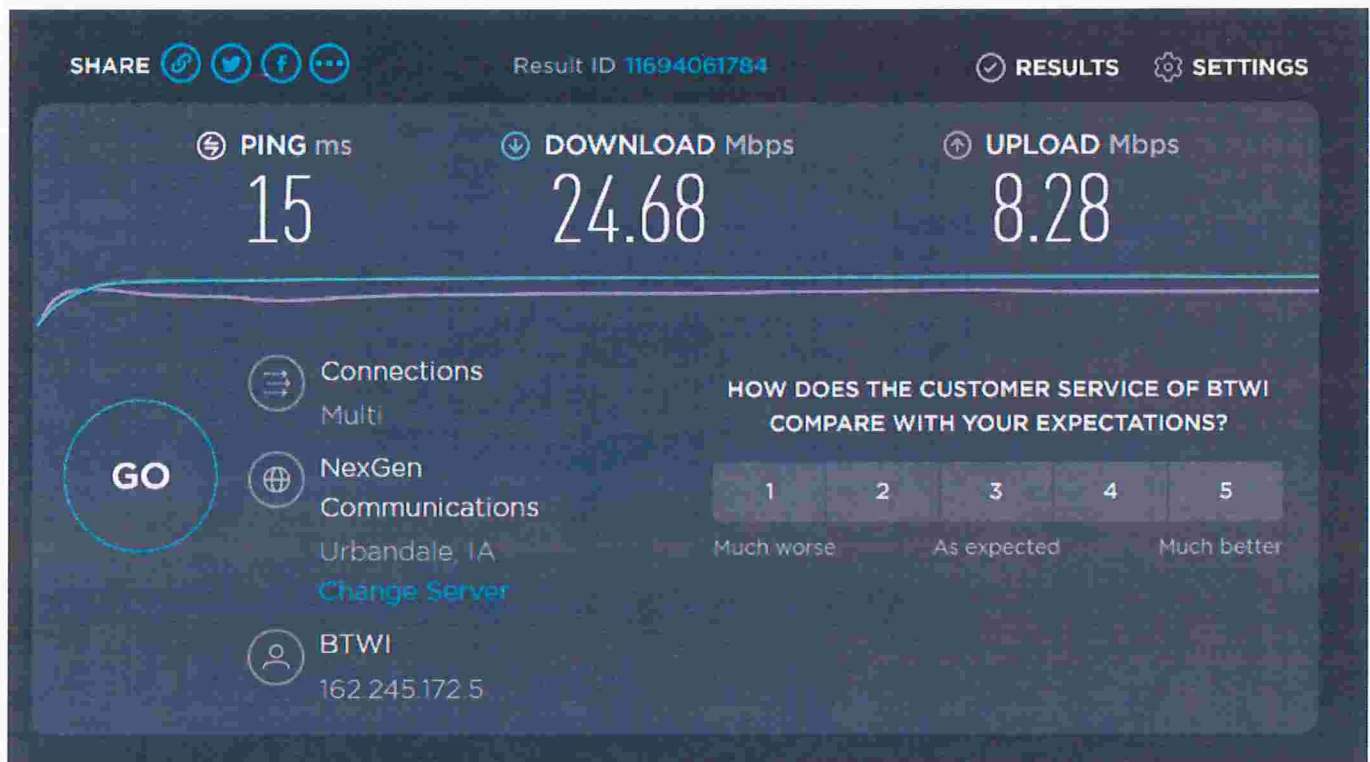 SHARE
Result ID 11694061784
RESULTS
SETTINGS
PING ms
15
DOWNLOAD Mbps
24.68
UPLOAD Mbps
8.28
GO
Connections
Multi
NexGen
Communications
Urbandale, IA
Change Server
BTWI
162.245.172.5
HOW DOES THE CUSTOMER SERVICE OF BTWI
COMPARE WITH YOUR EXPECTATIONS?
1 2 3 4 5
Much worse As expected Much better